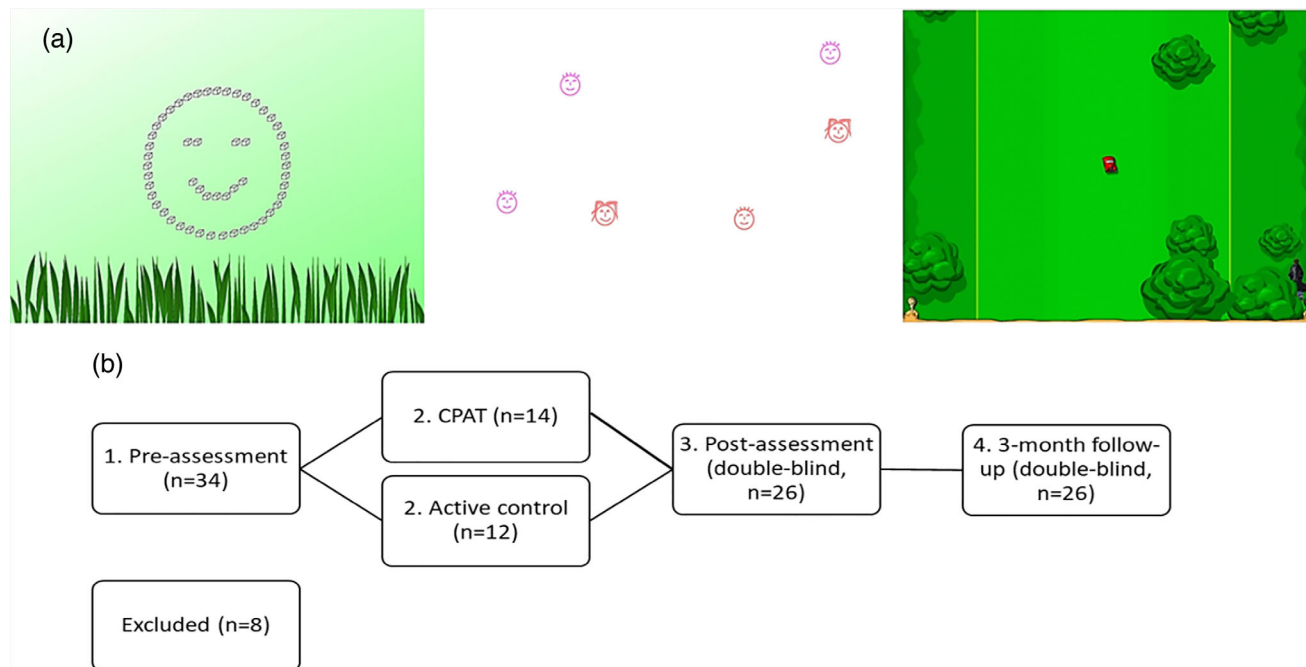 (a)
(b)
1. Pre-assessment
(n=34)
2. CPAT (n=14)
2. Active control
(n=12)
3. Post-assessment
(double-blind,
n=26)
4. 3-month follow-
up (double-blind,
n=26)
Excluded (n=8)